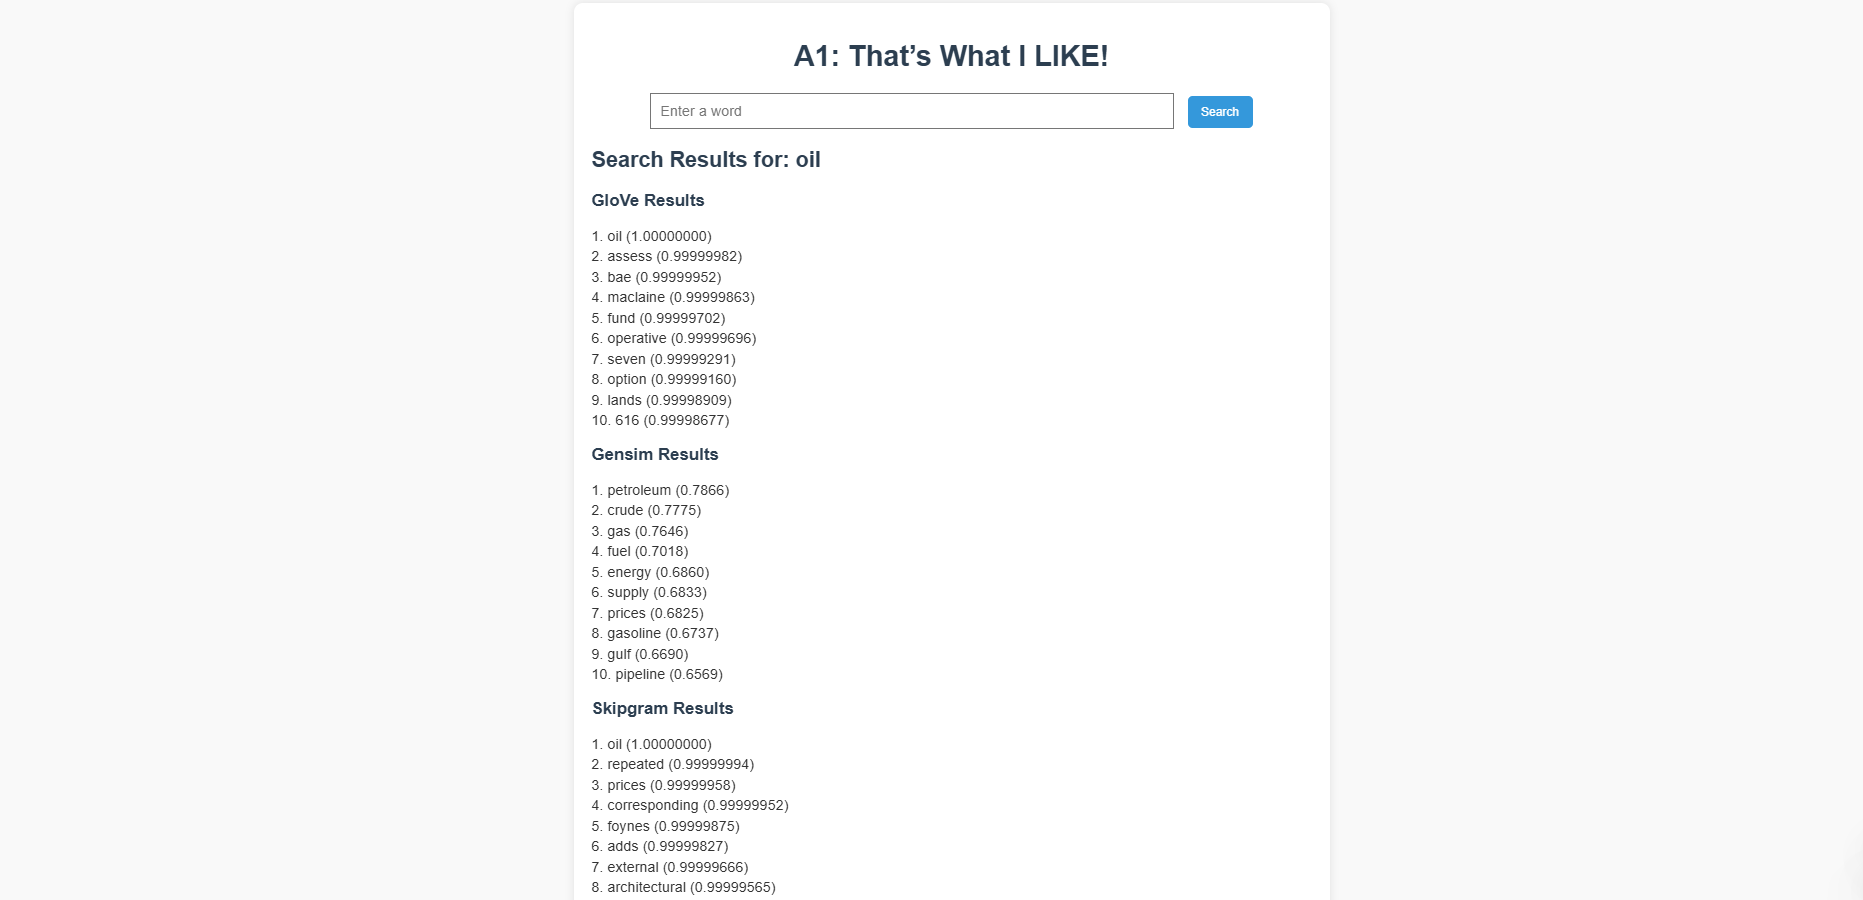 A1: That’s What I LIKE!
Enter a word
Search
Search Results for: oil
GloVe Results
1. oil (1.00000000)
2. assess (0.99999982)
3. bae (0.99999952)
4. maclaine (0.99999863)
5. fund (0.99999702)
6. operative (0.99999696)
7. seven (0.99999291)
8. option (0.99999160)
9. lands (0.99998909)
10. 616 (0.99998677)
Gensim Results
1. petroleum (0.7866)
2. crude (0.7775)
3. gas (0.7646)
4. fuel (0.7018)
5. energy (0.6860)
6. supply (0.6833)
7. prices (0.6825)
8. gasoline (0.6737)
9. gulf (0.6690)
10. pipeline (0.6569)
Skipgram Results
1. oil (1.00000000)
2. repeated (0.99999994)
3. prices (0.99999958)
4. corresponding (0.99999952)
5. foynes (0.99999875)
6. adds (0.99999827)
7. external (0.99999666)
8. architectural (0.99999565)